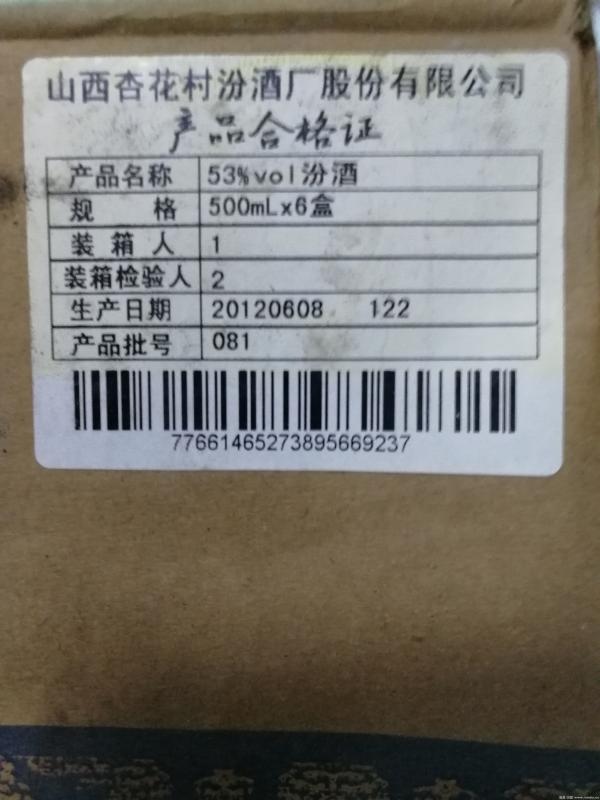 山西杏花村汾酒厂股份有限公司
产品合格证
产品名称 53%vol汾酒
规 格 500mLx6盒
装 箱 人 1
装箱检验人 2
生产日期 20120608 122
产品批号 081
77661465273895669237